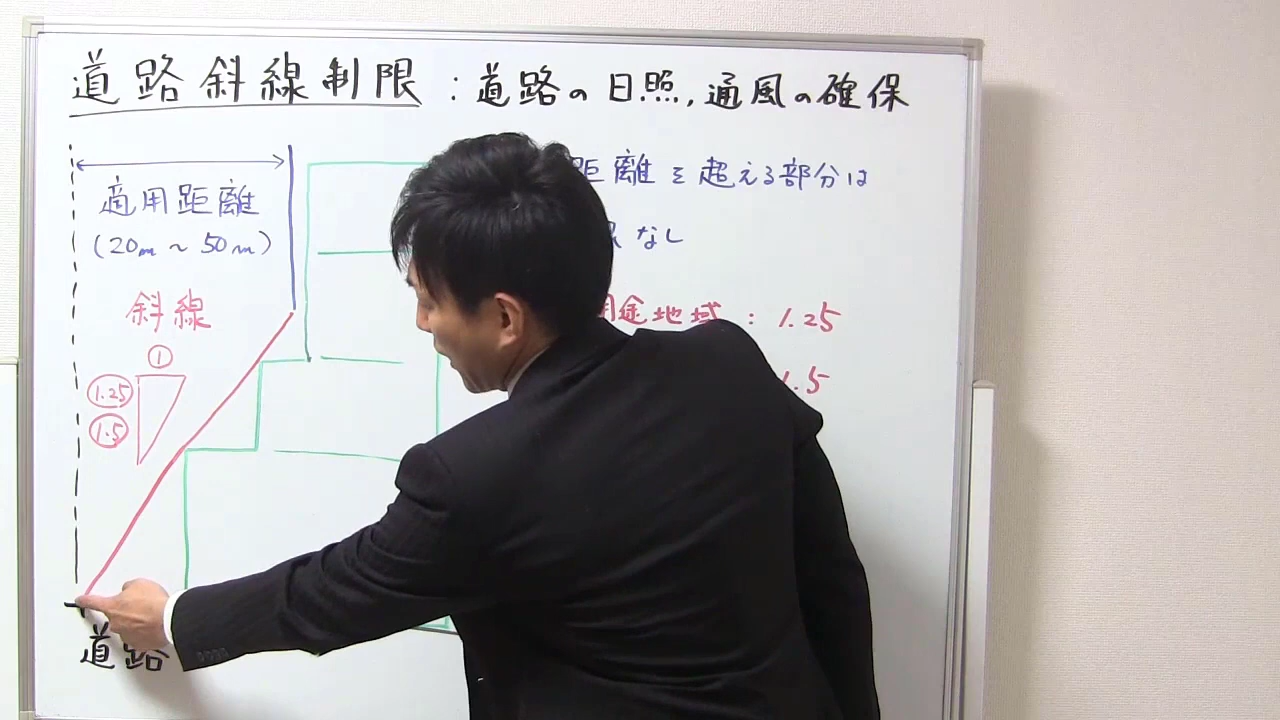 道路斜線制限：道路の日照,通風の確保
適用距離
(20m～50m)
距離を超える部分は
なし
斜線
1
1.25
1.5
用途地域：1.25
1.5
道路